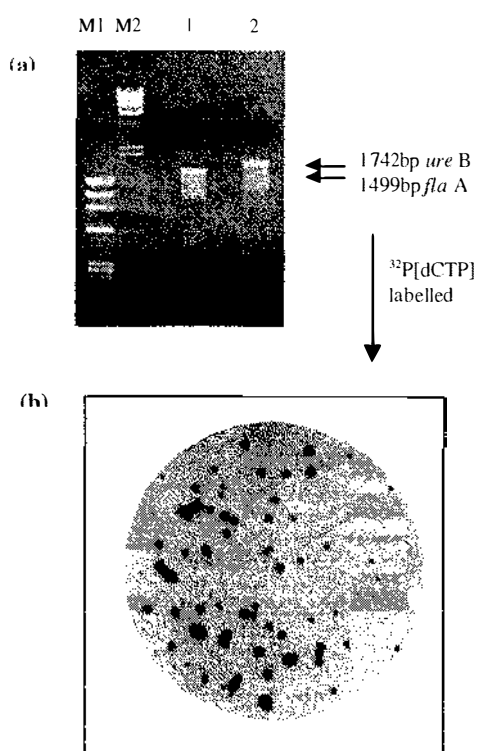 M1 M2 1 2
(a)
1742bp ure B
1499bp fla A
³²P[dCTP]
labelled
(b)